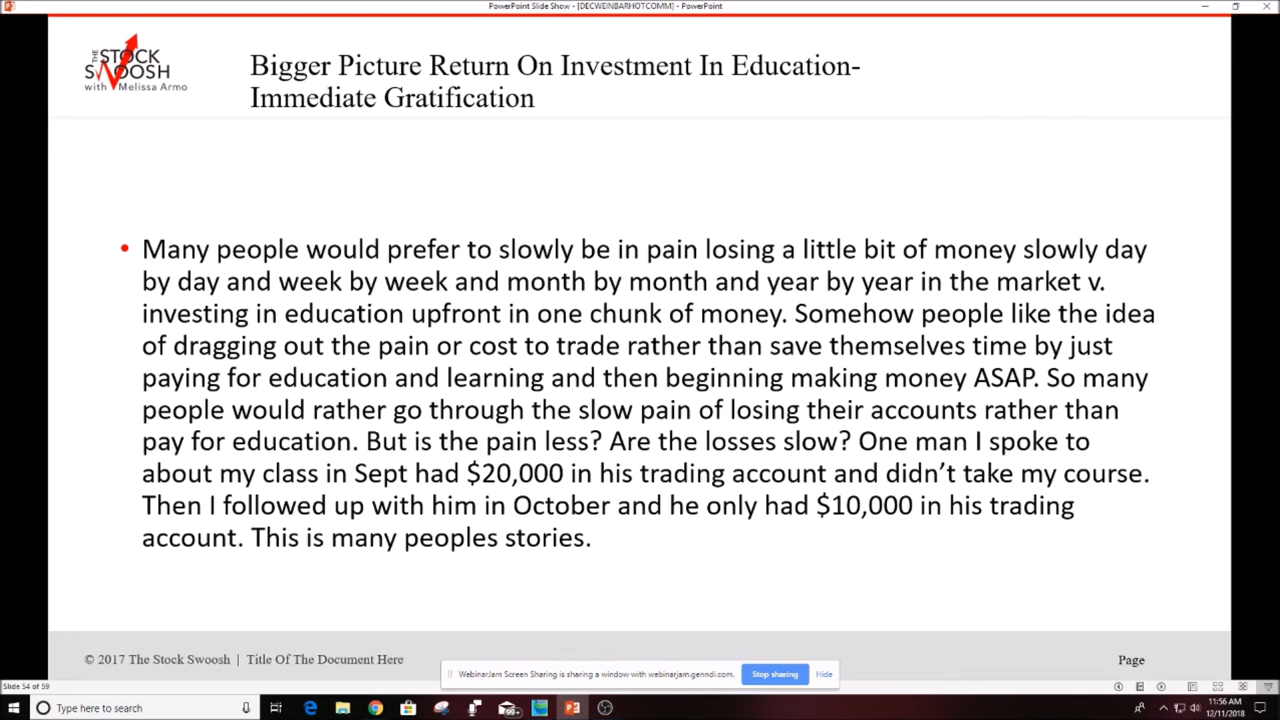 PowerPoint Slide Show - [DECWEINBARHOTCOMM] - PowerPoint
THE STOCK
SWOOSH
with Melissa Armo
Bigger Picture Return On Investment In Education-
Immediate Gratification
• Many people would prefer to slowly be in pain losing a little bit of money slowly day
by day and week by week and month by month and year by year in the market v.
investing in education upfront in one chunk of money. Somehow people like the idea
of dragging out the pain or cost to trade rather than save themselves time by just
paying for education and learning and then beginning making money ASAP. So many
people would rather go through the slow pain of losing their accounts rather than
pay for education. But is the pain less? Are the losses slow? One man I spoke to
about my class in Sept had $20,000 in his trading account and didn’t take my course.
Then I followed up with him in October and he only had $10,000 in his trading
account. This is many peoples stories.
© 2017 The Stock Swoosh | Title Of The Document Here
Page
WebinarJam Screen Sharing is sharing a window with webinarjam.genndi.com.
Stop sharing
Hide
Slide 54 of 59
Type here to search
99+
11:56 AM
12/11/2018